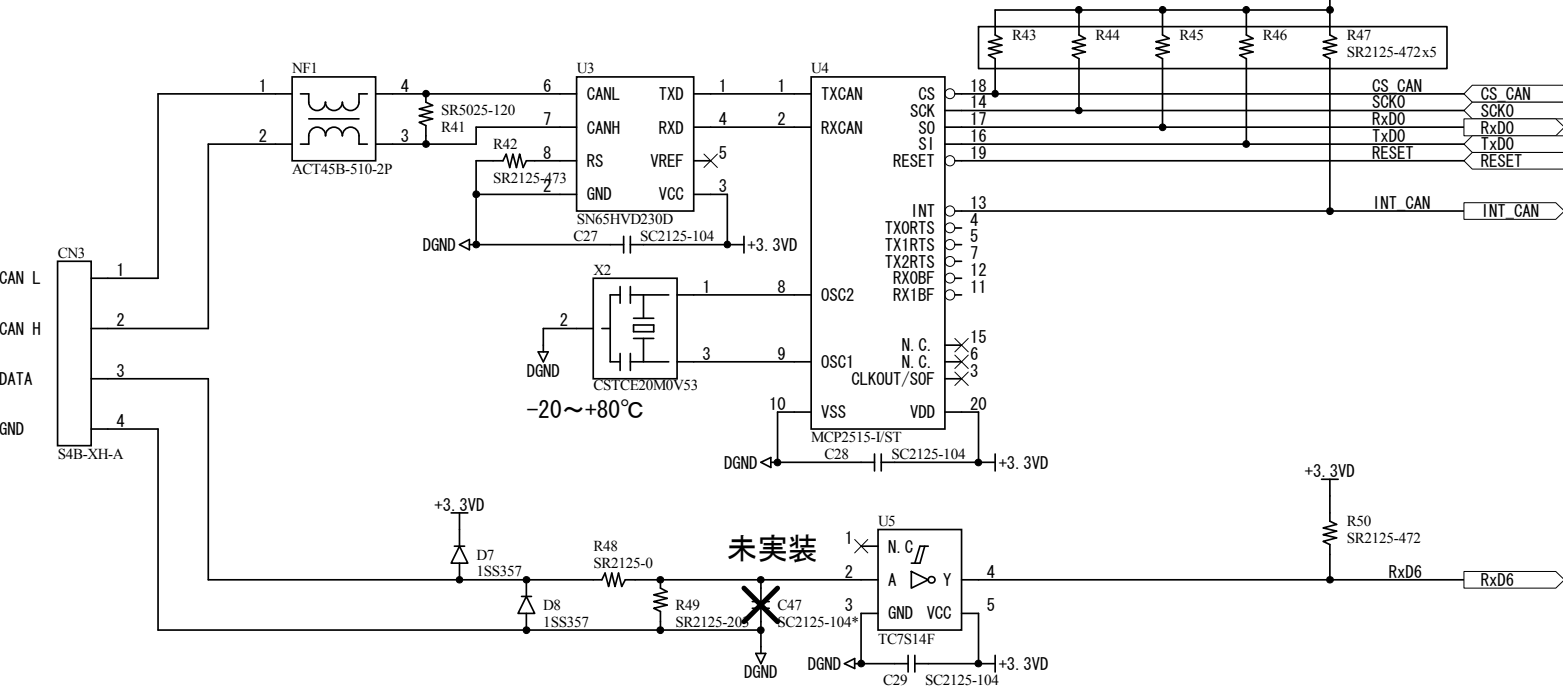 R43
R44
R45
R46
R47
SR2125-472x5
NF1
1
2
4
3
ACT45B-510-2P
SR5025-120
R41
R42
SR2125-473
U3
6
7
8
2
CANL
CANH
RS
GND
TXD
RXD
VREF
VCC
1
4
5
3
SN65HVD230D
DGND
C27
SC2125-104
+3.3VD
U4
1
2
TXCAN
RXCAN
CS
SCK
SO
SI
RESET
18
14
17
16
19
CS_CAN
SCK0
RxD0
TxD0
RESET
CS_CAN
SCK0
RxD0
TxD0
RESET
INT
TX0RTS
TX1RTS
TX2RTS
RX0BF
RX1BF
13
4
5
7
12
11
INT_CAN
INT_CAN
8
OSC2
9
OSC1
N.C.
N.C.
CLKOUT/SOF
15
6
3
10
VSS
VDD
20
MCP2515-I/ST
DGND
C28
SC2125-104
+3.3VD
X2
1
2
3
DGND
CSTCE20M0V53
-20～+80℃
CN3
CAN L
1
CAN H
2
DATA
3
GND
4
S4B-XH-A
+3.3VD
D7
1SS357
D8
1SS357
R48
SR2125-0
R49
SR2125-203
未実装
C47
SC2125-104*
U5
1
N.C
2
A
Y
4
3
GND
VCC
5
TC7S14F
DGND
DGND
C29
SC2125-104
+3.3VD
+3.3VD
R50
SR2125-472
RxD6
RxD6